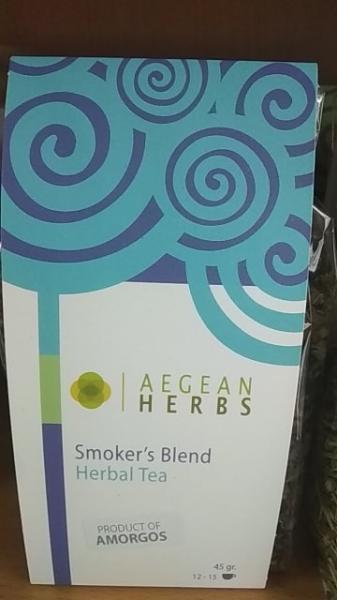 AEGEAN
HERBS
Smoker's Blend
Herbal Tea
PRODUCT OF
AMORGOS
45 gr.
12 - 15